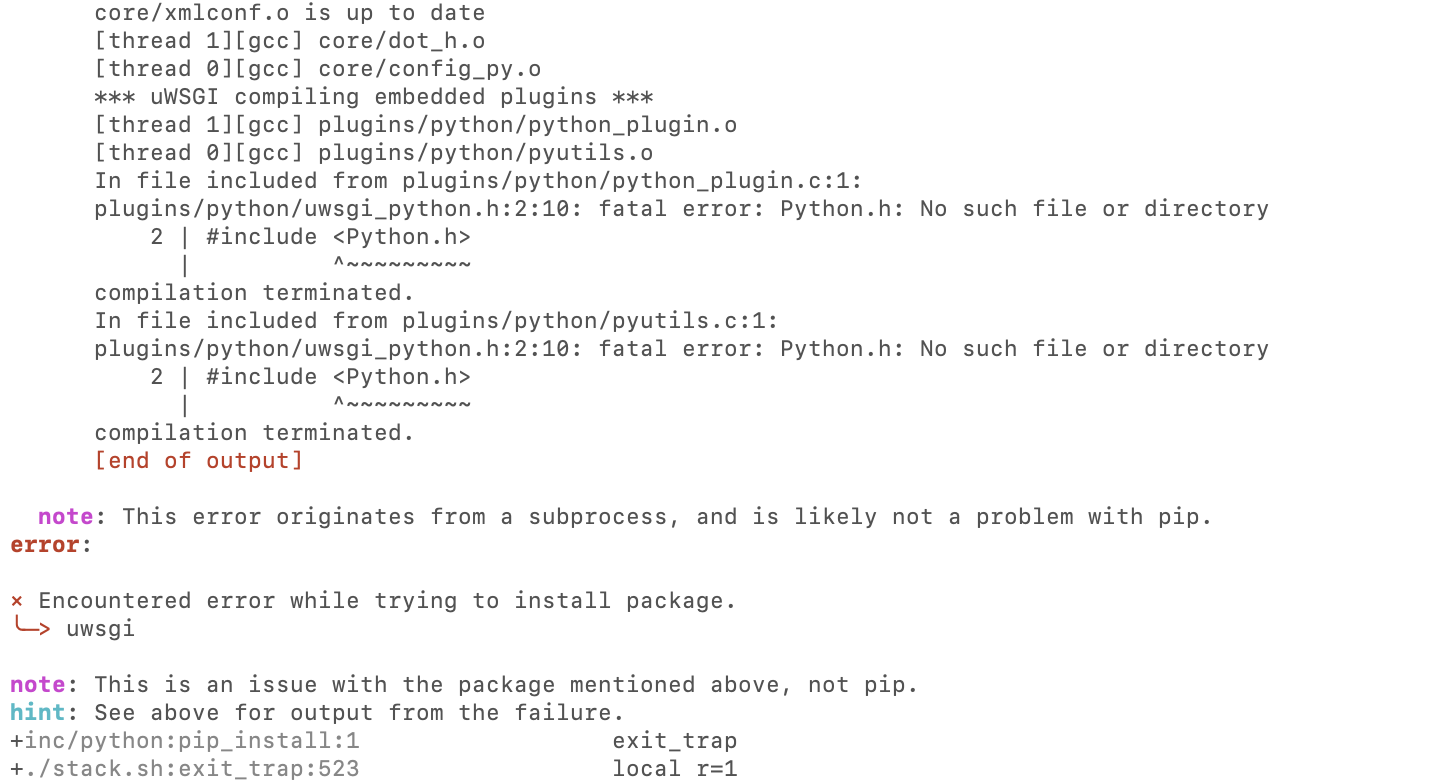 core/xmlconf.o is up to date
[thread 1][gcc] core/dot_h.o
[thread 0][gcc] core/config_py.o
*** uWSGI compiling embedded plugins ***
[thread 1][gcc] plugins/python/python_plugin.o
[thread 0][gcc] plugins/python/pyutils.o
In file included from plugins/python/python_plugin.c:1:
plugins/python/uwsgi_python.h:2:10: fatal error: Python.h: No such file or directory
    2 | #include <Python.h>
      |          ^~~~~~~~~~
compilation terminated.
In file included from plugins/python/pyutils.c:1:
plugins/python/uwsgi_python.h:2:10: fatal error: Python.h: No such file or directory
    2 | #include <Python.h>
      |          ^~~~~~~~~~
compilation terminated.
[end of output]
note: This error originates from a subprocess, and is likely not a problem with pip.
error:
× Encountered error while trying to install package.
╰─> uwsgi
note: This is an issue with the package mentioned above, not pip.
hint: See above for output from the failure.
+inc/python:pip_install:1                  exit_trap
+./stack.sh:exit_trap:523                  local r=1